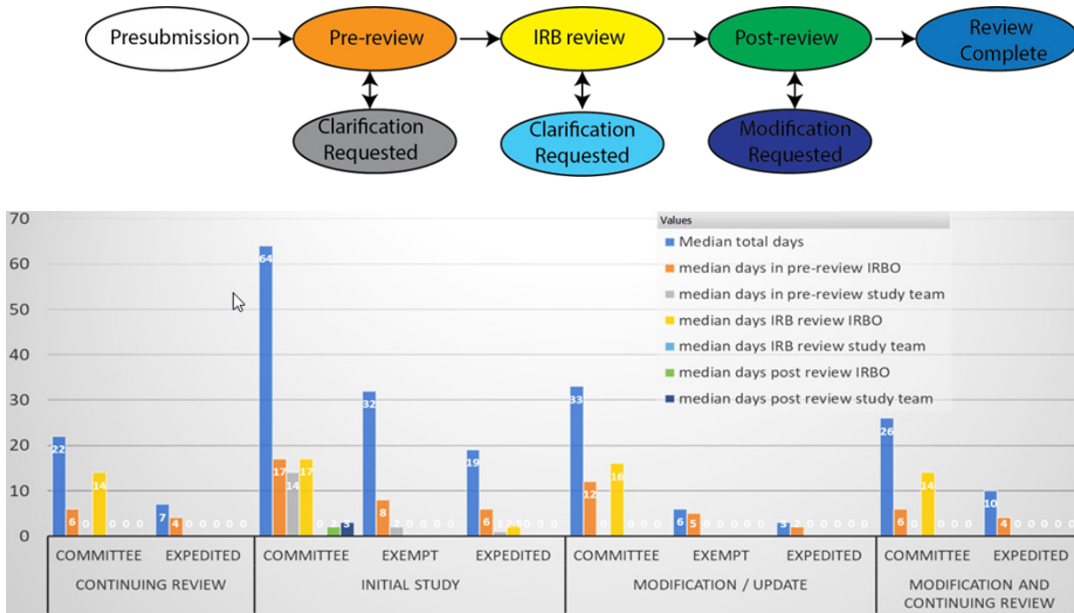 Presubmission
Pre-review
IRB review
Post-review
Review
Complete
Clarification
Requested
Clarification
Requested
Modification
Requested
Values
Median total days
median days in pre-review IRBO
median days in pre-review study team
median days IRB review IRBO
median days IRB review study team
median days post review IRBO
median days post review study team
70
60
50
40
30
20
10
0
22 6 0 14 0 0 0
7 4 0 0 0 0 0
64 17 14 17 0 2 3
32 8 2 0 0 0 0
19 6 1 0 0
33 12 0 16 0 0 0
6 5 0 0 0 0 0
3 2 0 0 0 0 0
26 6 0 14 0 0 0
10 4 0 0 0 0 0
COMMITTEE EXPEDITED COMMITTEE EXEMPT EXPEDITED COMMITTEE EXEMPT EXPEDITED COMMITTEE EXPEDITED
CONTINUING REVIEW INITIAL STUDY MODIFICATION / UPDATE MODIFICATION AND
CONTINUING REVIEW